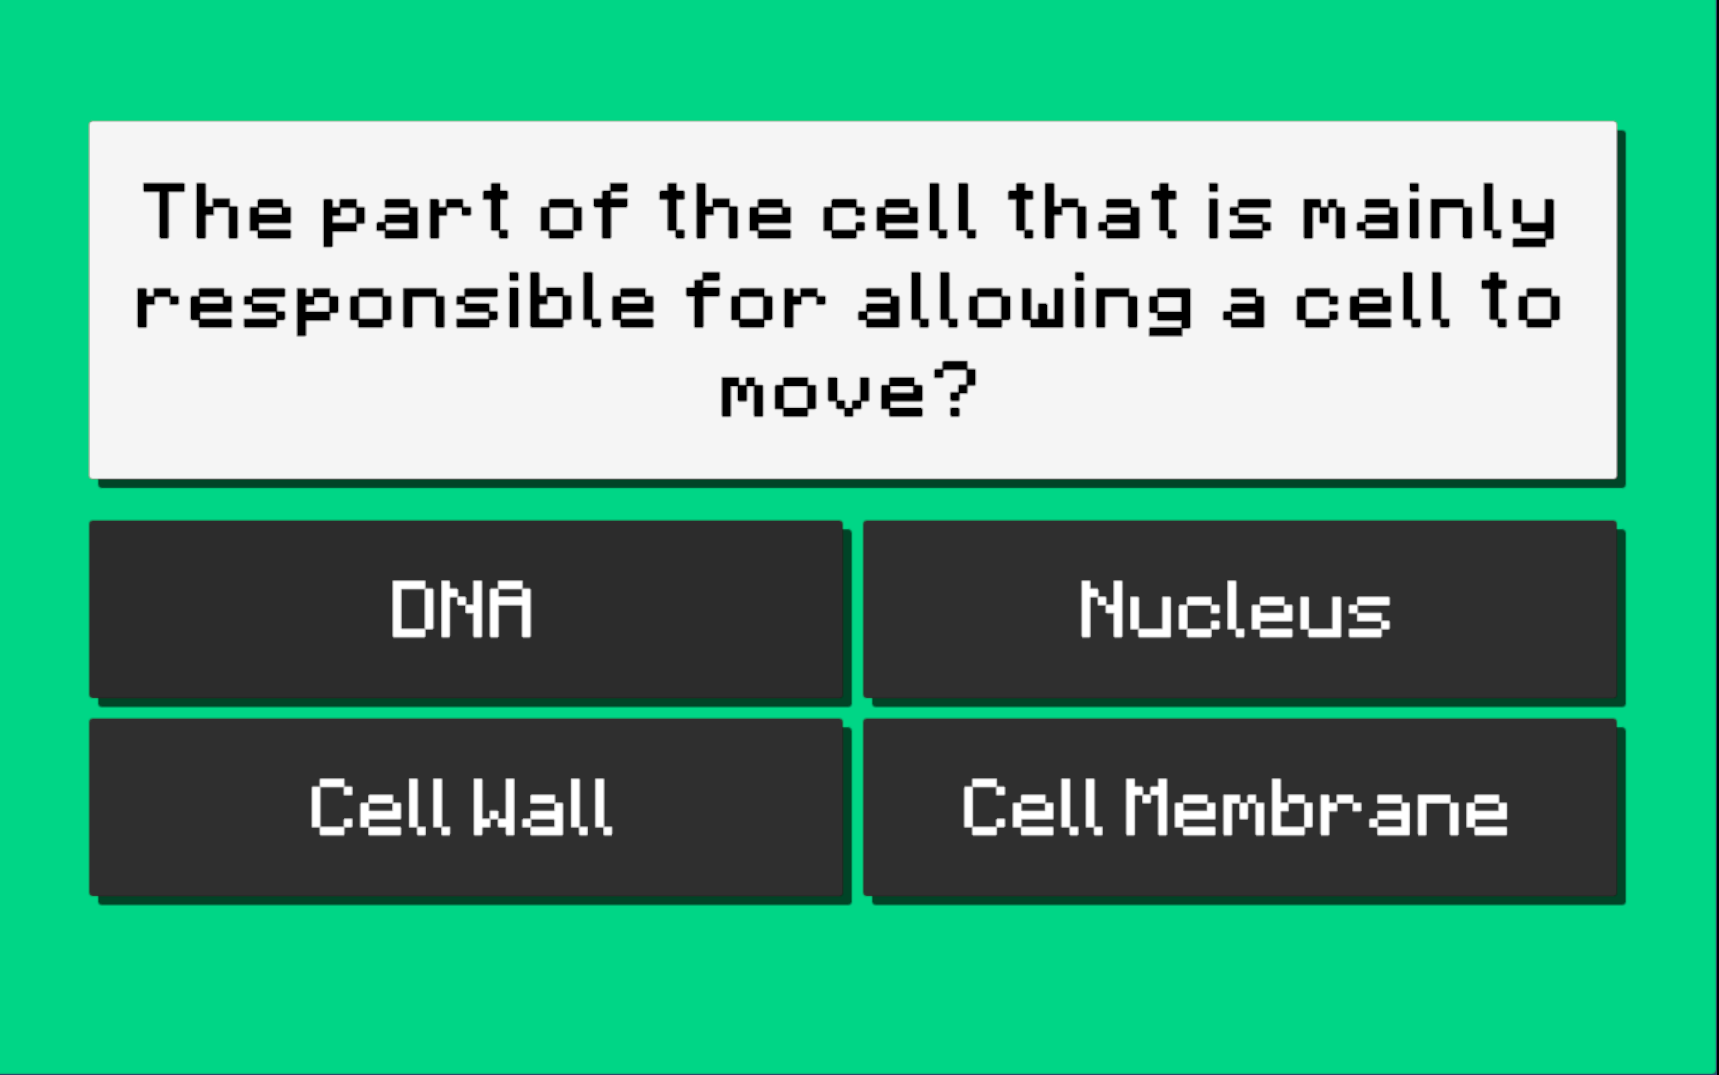 The part of the cell that is mainly
responsible for allowing a cell to
move?
DNA
Nucleus
Cell Wall
Cell Membrane